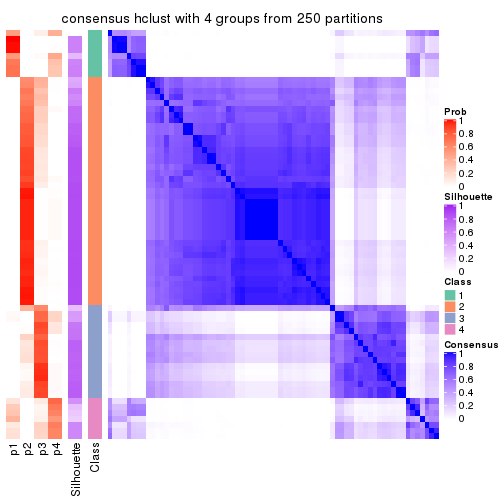 consensus hclust with 4 groups from 250 partitions
Prob
1
0.8
0.6
0.4
0.2
0
Silhouette
1
0.8
0.6
0.4
0.2
0
Class
1
2
3
4
Consensus
1
0.8
0.6
0.4
0.2
0
p1
p2
p3
p4
Silhouette
Class